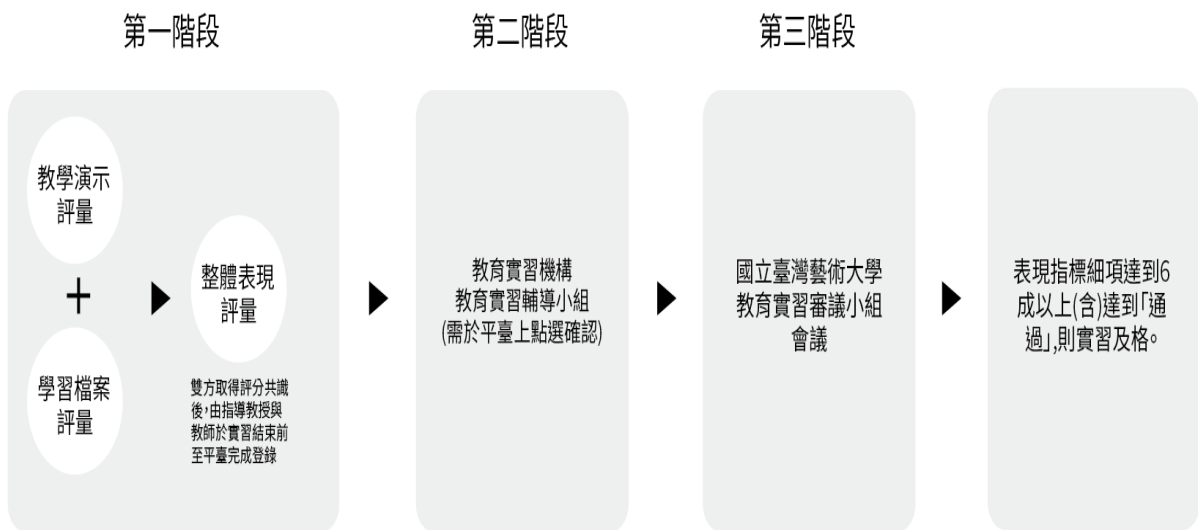 第一階段
第二階段
第三階段
教學演示
評量
+
學習檔案
評量
整體表現
評量
雙方取得評分共識
後,由指導教授與
教師於實習結束前
至平臺完成登錄
教育實習機構
教育實習輔導小組
(需於平臺上點選確認)
國立臺灣藝術大學
教育實習審議小組
會議
表現指標細項達到6
成以上(含)達到「通
過」,則實習及格。